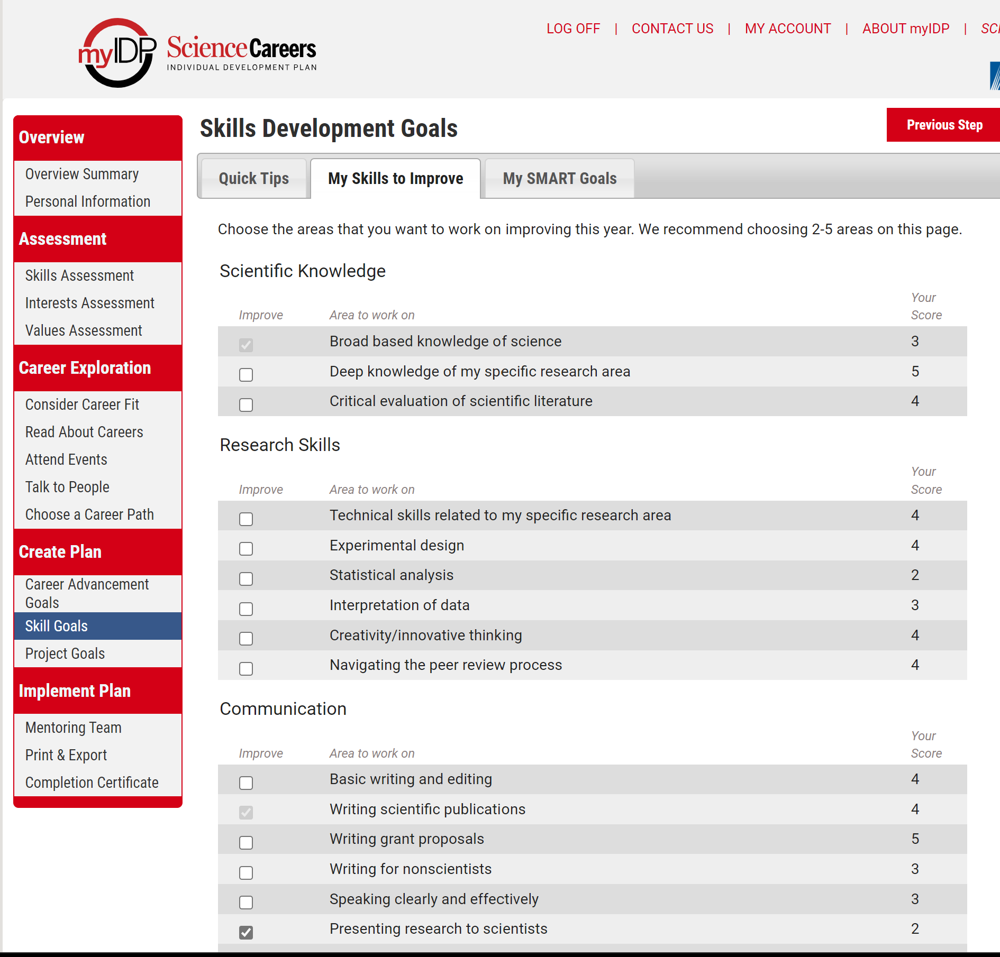 myIDP
ScienceCareers
INDIVIDUAL DEVELOPMENT PLAN
LOG OFF | CONTACT US | MY ACCOUNT | ABOUT myIDP |
Overview
Overview Summary
Personal Information
Assessment
Skills Assessment
Interests Assessment
Values Assessment
Career Exploration
Consider Career Fit
Read About Careers
Attend Events
Talk to People
Choose a Career Path
Create Plan
Career Advancement
Goals
Skill Goals
Project Goals
Implement Plan
Mentoring Team
Print & Export
Completion Certificate
Skills Development Goals
Previous Step
Quick Tips
My Skills to Improve
My SMART Goals
Choose the areas that you want to work on improving this year. We recommend choosing 2-5 areas on this page.
Scientific Knowledge
Your
Improve Area to work on Score
Broad based knowledge of science 3
Deep knowledge of my specific research area 5
Critical evaluation of scientific literature 4
Research Skills
Your
Improve Area to work on Score
Technical skills related to my specific research area 4
Experimental design 4
Statistical analysis 2
Interpretation of data 3
Creativity/innovative thinking 4
Navigating the peer review process 4
Communication
Your
Improve Area to work on Score
Basic writing and editing 4
Writing scientific publications 4
Writing grant proposals 5
Writing for nonscientists 3
Speaking clearly and effectively 3
Presenting research to scientists 2